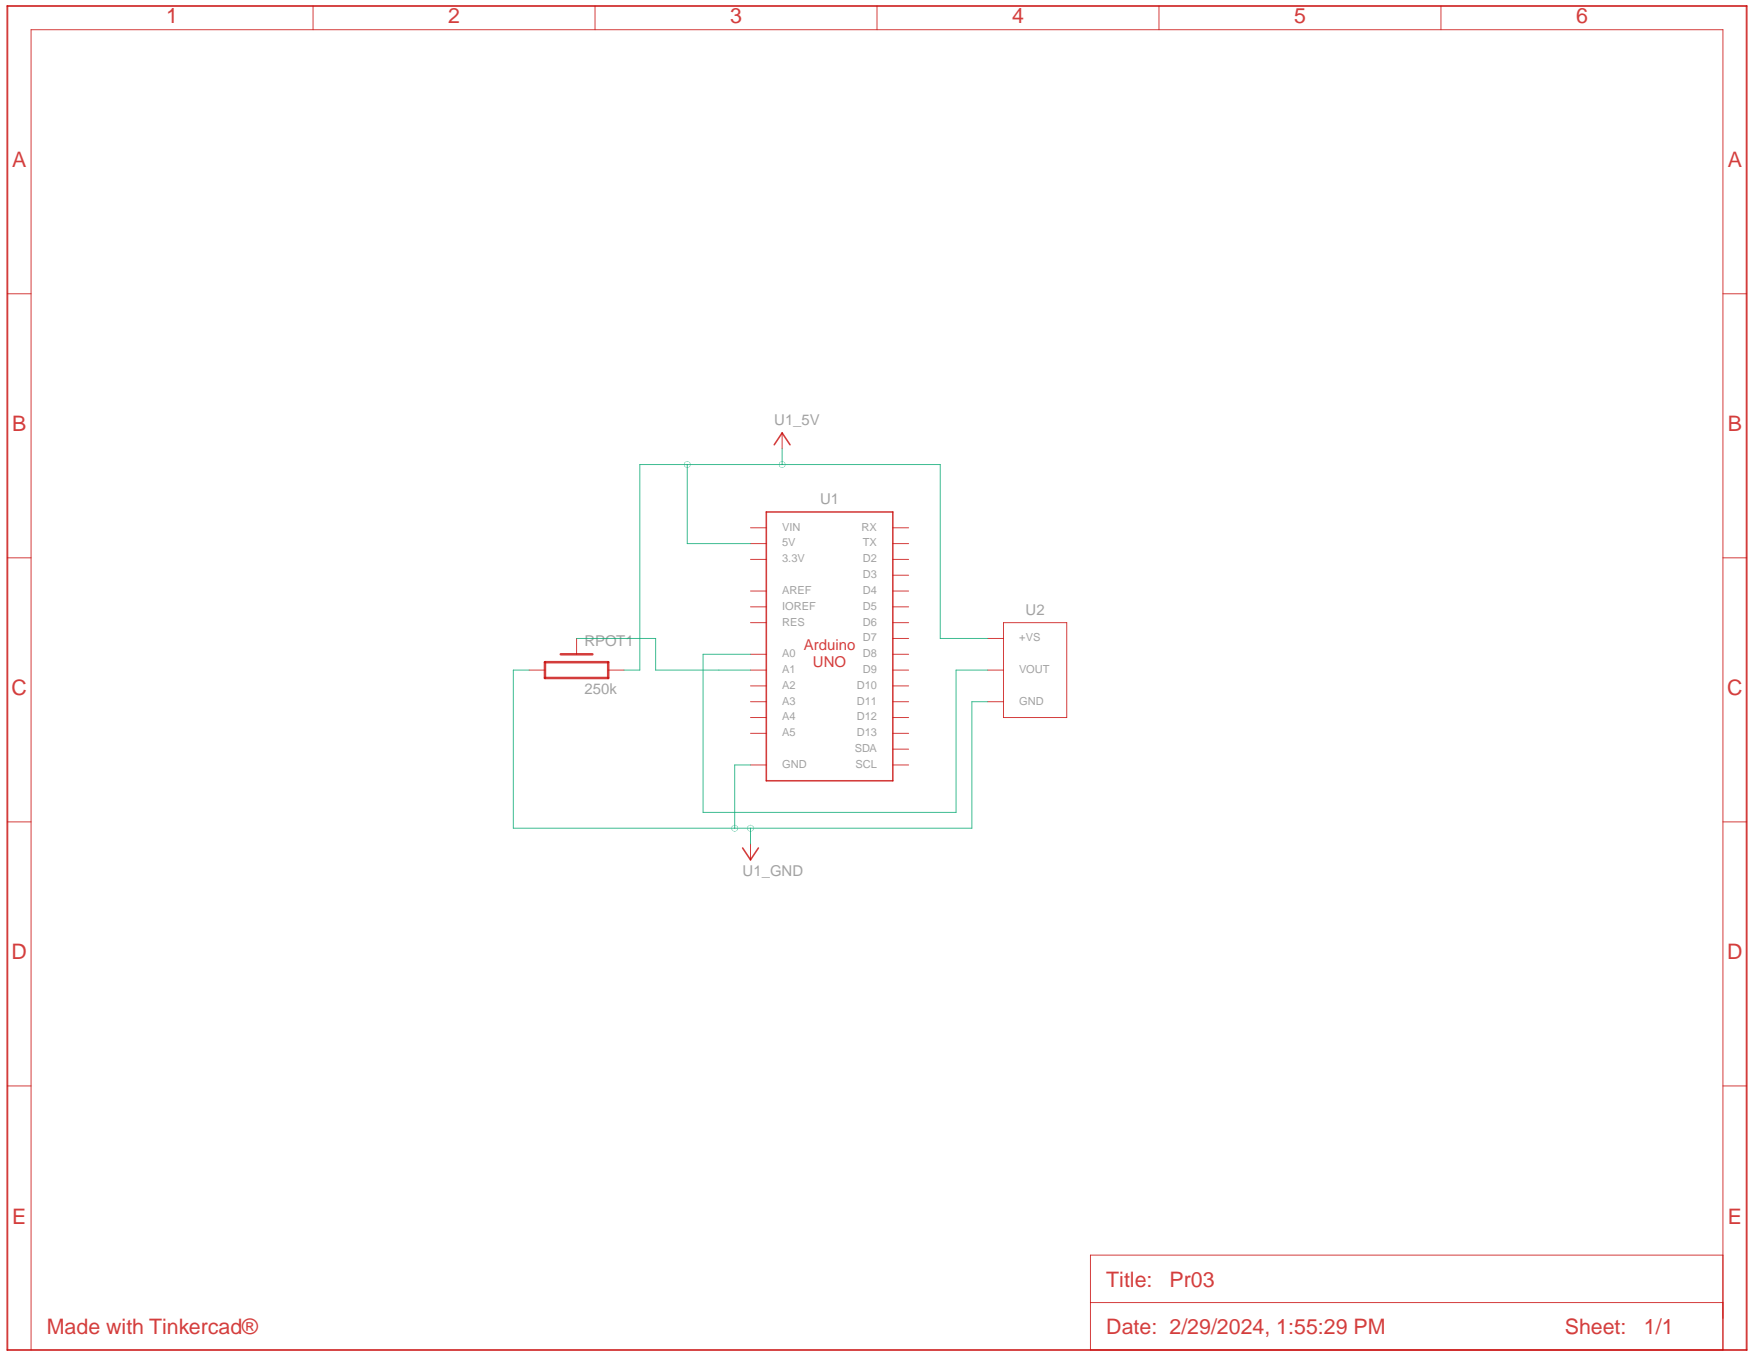 1 2 3 4 5 6
A A
B B
U1_5V
U1
VIN RX
5V TX
3.3V D2
D3
AREF D4
IOREF D5
RES D6
D7
A0 D8
A1 D9
A2 D10
A3 D11
A4 D12
A5 D13
SDA
GND SCL
Arduino
UNO
RPOT1
250k
U2
+VS
VOUT
GND
C C
U1_GND
D D
E E
Title: Pr03
Date: 2/29/2024, 1:55:29 PM Sheet: 1/1
Made with Tinkercad®